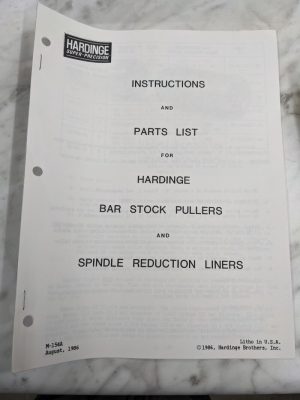 HARDINGE
SUPER-PRECISION
INSTRUCTIONS
AND
PARTS LIST
FOR
HARDINGE
BAR STOCK PULLERS
AND
SPINDLE REDUCTION LINERS
M-156A
August, 1986
Litho in U.S.A.
©1986, Hardinge Brothers, Inc.